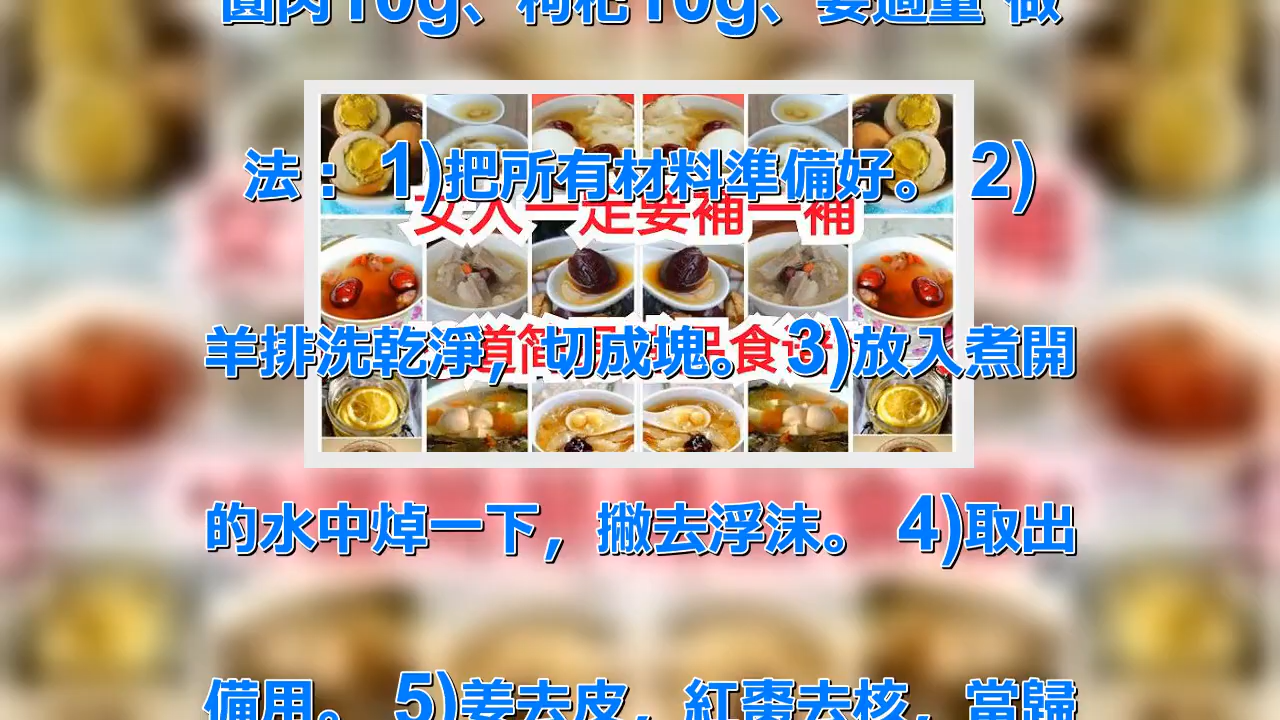 圓肉10g、枸杞10g、姜適量 做
法： 1)把所有材料準備好。 2)
女人一定要補一補
羊排洗乾淨，切成塊。 3)放入煮開
的水中焯一下，撇去浮沫。 4)取出
備用。 5)姜去皮，紅棗去核，當歸